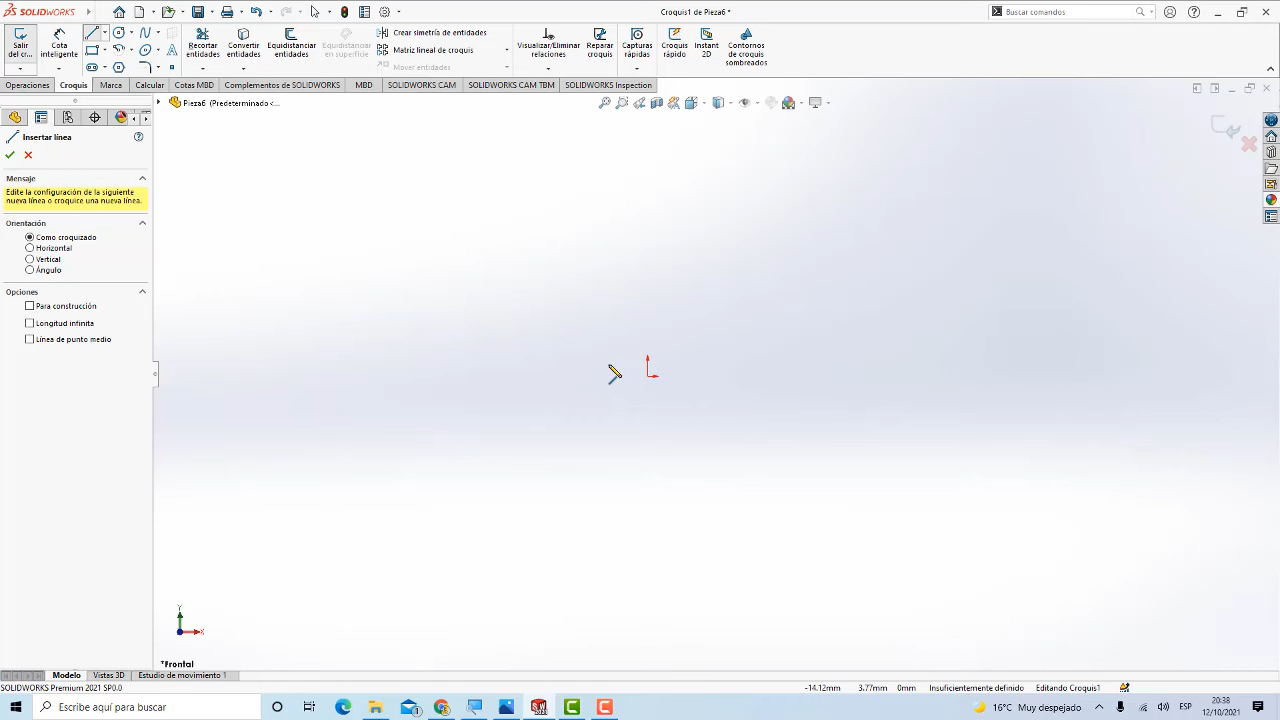 SOLIDWORKS
Croquis1 de Pieza6 *
Buscar comandos
Salir del cr...
Cota inteligente
Recortar entidades
Convertir entidades
Equidistanciar entidades
Equidistanciar en superficie
Crear simetría de entidades
Matriz lineal de croquis
Mover entidades
Visualizar/Eliminar relaciones
Reparar croquis
Capturas rápidas
Croquis rápido
Instant 2D
Contornos de croquis sombreados
Operaciones
Croquis
Marca
Calcular
Cotas MBD
Complementos de SOLIDWORKS
MBD
SOLIDWORKS CAM
SOLIDWORKS CAM TBM
SOLIDWORKS Inspection
Pieza6 (Predeterminado <...
Insertar línea
Mensaje
Edite la configuración de la siguiente
nueva línea o croquice una nueva línea.
Orientación
Como croquizado
Horizontal
Vertical
Ángulo
Opciones
Para construcción
Longitud infinita
Línea de punto medio
Y
X
*Frontal
Modelo
Vistas 3D
Estudio de movimiento 1
SOLIDWORKS Premium 2021 SP0.0
-14.12mm
3.77mm
0mm
Insuficientemente definido
Editando Croquis1
Escribe aquí para buscar
16°C Muy despejado
ESP
20:38
12/10/2021